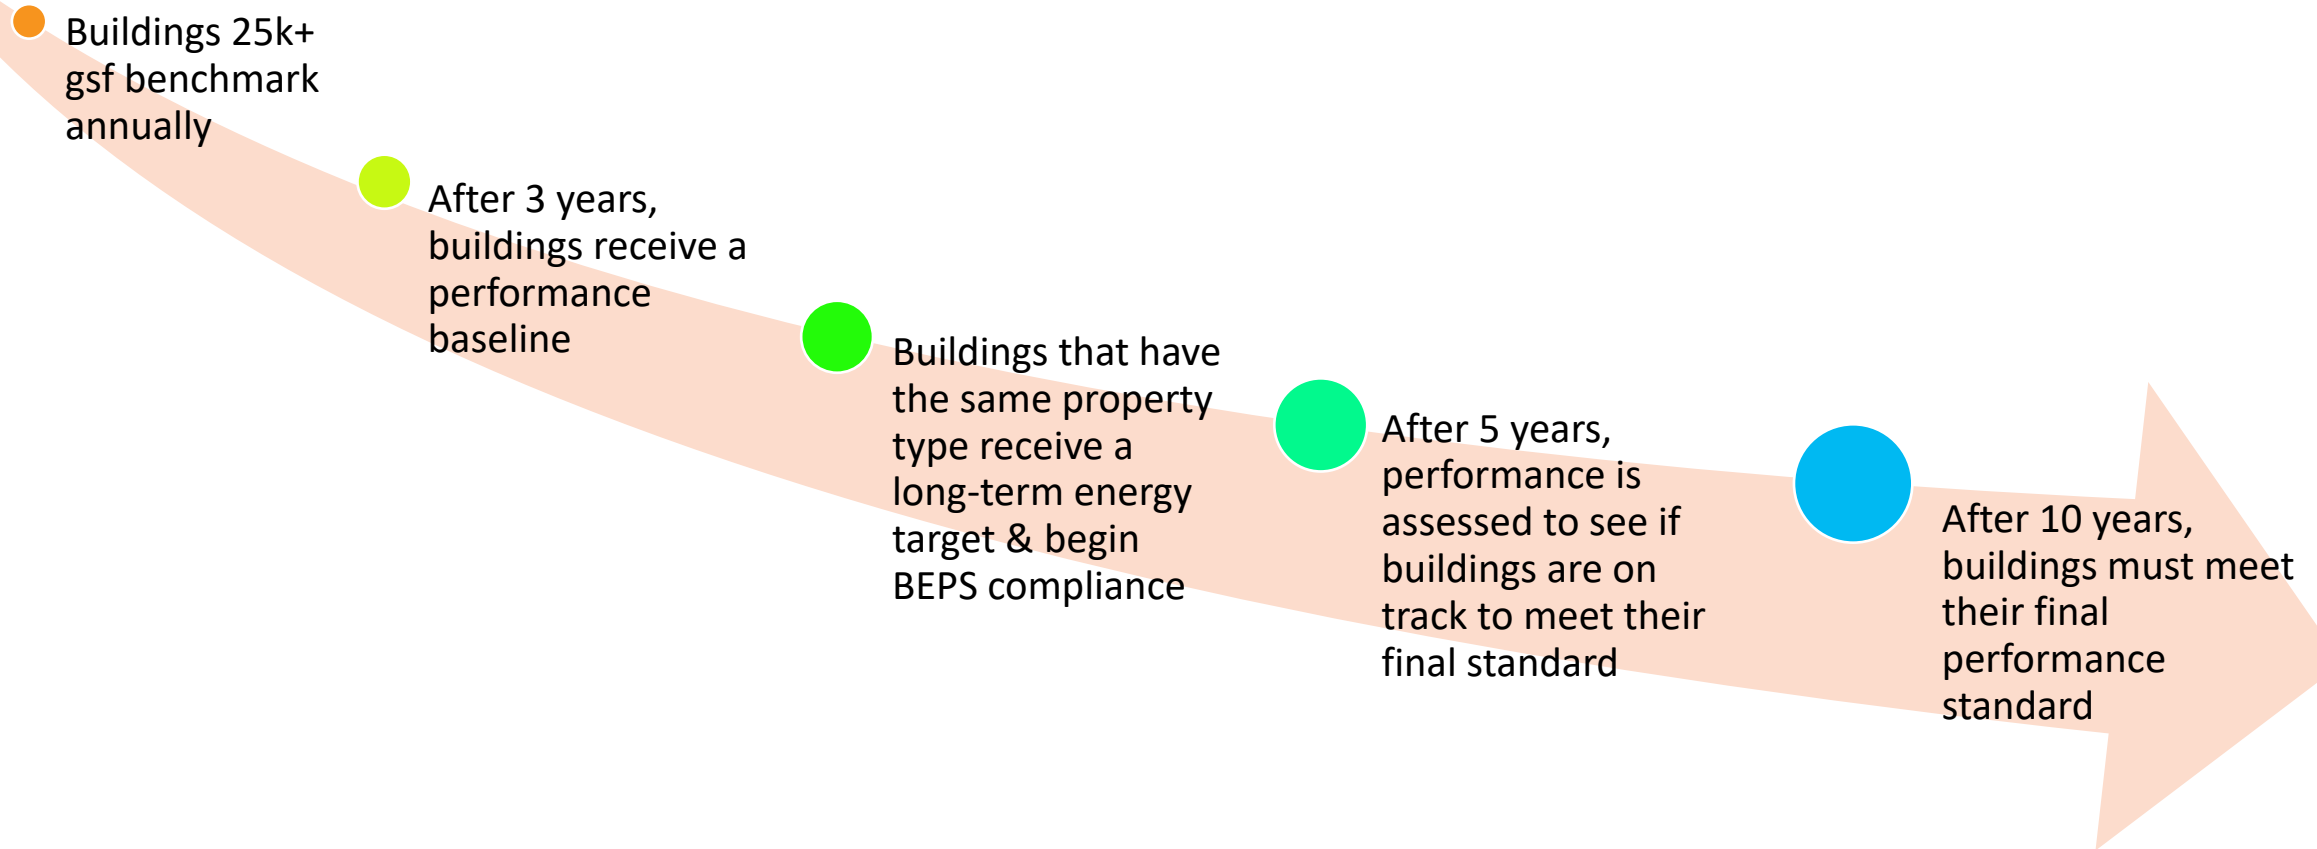 Buildings 25k+
gsf benchmark
annually
After 3 years,
buildings receive a
performance
baseline
Buildings that have
the same property
type receive a
long-term energy
target & begin
BEPS compliance
After 5 years,
performance is
assessed to see if
buildings are on
track to meet their
final standard
After 10 years,
buildings must meet
their final
performance
standard